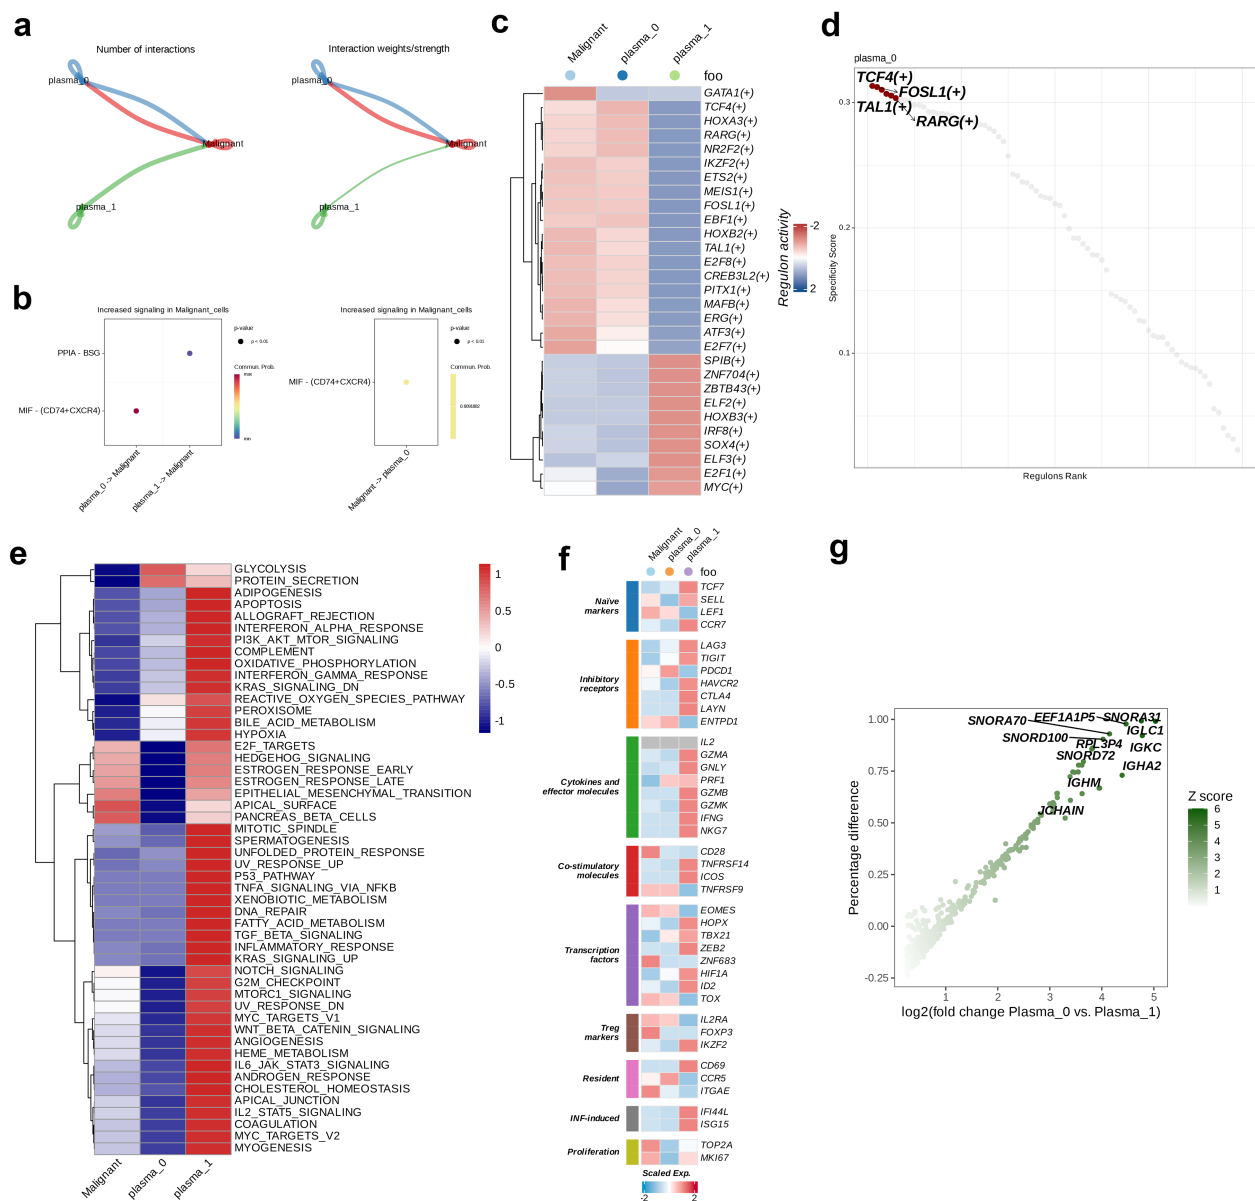 a
Number of interactions
Interaction weights/strength
plasma_0
Malignant
plasma_1
plasma_0
Malignant
plasma_1
b
Increased signaling in Malignant_cells
PPIA - BSG
MIF - (CD74+CXCR4)
plasma_0 -> Malignant
plasma_1 -> Malignant
p-value
p < 0.01
Commun. Prob.
max
min
Increased signaling in Malignant_cells
MIF - (CD74+CXCR4)
Malignant -> plasma_0
p-value
p < 0.01
Commun. Prob.
c
Malignant
plasma_0
plasma_1
foo
GATA1(+)
TCF4(+)
HOXA3(+)
RARG(+)
NR2F2(+)
IKZF2(+)
ETS2(+)
MEIS1(+)
FOSL1(+)
EBF1(+)
HOXB2(+)
TAL1(+)
E2F8(+)
CREB3L2(+)
PITX1(+)
MAFB(+)
ERG(+)
ATF3(+)
E2F7(+)
SPIB(+)
ZNF704(+)
ZBTB43(+)
ELF2(+)
HOXB3(+)
IRF8(+)
SOX4(+)
ELF3(+)
E2F1(+)
MYC(+)
Regulon activity
-2
2
d
plasma_0
TCF4(+)
FOSL1(+)
TAL1(+)
RARG(+)
0.3
0.2
0.1
Specificity Score
Regulons Rank
e
GLYCOLYSIS
PROTEIN_SECRETION
ADIPOGENESIS
APOPTOSIS
ALLOGRAFT_REJECTION
INTERFERON_ALPHA_RESPONSE
PI3K_AKT_MTOR_SIGNALING
COMPLEMENT
OXIDATIVE_PHOSPHORYLATION
INTERFERON_GAMMA_RESPONSE
KRAS_SIGNALING_DN
REACTIVE_OXYGEN_SPECIES_PATHWAY
PEROXISOME
BILE_ACID_METABOLISM
HYPOXIA
E2F_TARGETS
HEDGEHOG_SIGNALING
ESTROGEN_RESPONSE_EARLY
ESTROGEN_RESPONSE_LATE
EPITHELIAL_MESENCHYMAL_TRANSITION
APICAL_SURFACE
PANCREAS_BETA_CELLS
MITOTIC_SPINDLE
SPERMATOGENESIS
UNFOLDED_PROTEIN_RESPONSE
UV_RESPONSE_UP
P53_PATHWAY
TNFA_SIGNALING_VIA_NFKB
XENOBIOTIC_METABOLISM
DNA_REPAIR
FATTY_ACID_METABOLISM
TGF_BETA_SIGNALING
INFLAMMATORY_RESPONSE
KRAS_SIGNALING_UP
NOTCH_SIGNALING
G2M_CHECKPOINT
MTORC1_SIGNALING
UV_RESPONSE_DN
MYC_TARGETS_V1
WNT_BETA_CATENIN_SIGNALING
ANGIOGENESIS
HEME_METABOLISM
IL6_JAK_STAT3_SIGNALING
ANDROGEN_RESPONSE
CHOLESTEROL_HOMEOSTASIS
APICAL_JUNCTION
IL2_STAT5_SIGNALING
COAGULATION
MYC_TARGETS_V2
MYOGENESIS
Malignant
plasma_0
plasma_1
1
0.5
0
-0.5
-1
f
Malignant
plasma_0
plasma_1
foo
Naïve
markers
TCF7
SELL
LEF1
CCR7
Inhibitory
receptors
LAG3
TIGIT
PDCD1
HAVCR2
CTLA4
LAYN
ENTPD1
Cytokines and
effector molecules
IL2
GZMA
GNLY
PRF1
GZMB
GZMK
IFNG
NKG7
Co-stimulatory
molecules
CD28
TNFRSF14
ICOS
TNFRSF9
Transcription
factors
EOMES
HOPX
TBX21
ZEB2
ZNF683
HIF1A
ID2
TOX
Treg
markers
IL2RA
FOXP3
IKZF2
Resident
CD69
CCR5
ITGAE
INF-induced
IFI44L
ISG15
Proliferation
TOP2A
MKI67
Scaled Exp.
-2
2
g
1.00
0.75
0.50
0.25
0.00
-0.25
Percentage difference
SNORA70
EEF1A1P5
SNORA31
SNORD100
RPL3P4
IGLC1
SNORD72
IGKC
IGHM
IGHA2
JCHAIN
1
2
3
4
5
log2(fold change Plasma_0 vs. Plasma_1)
Z score
6
5
4
3
2
1